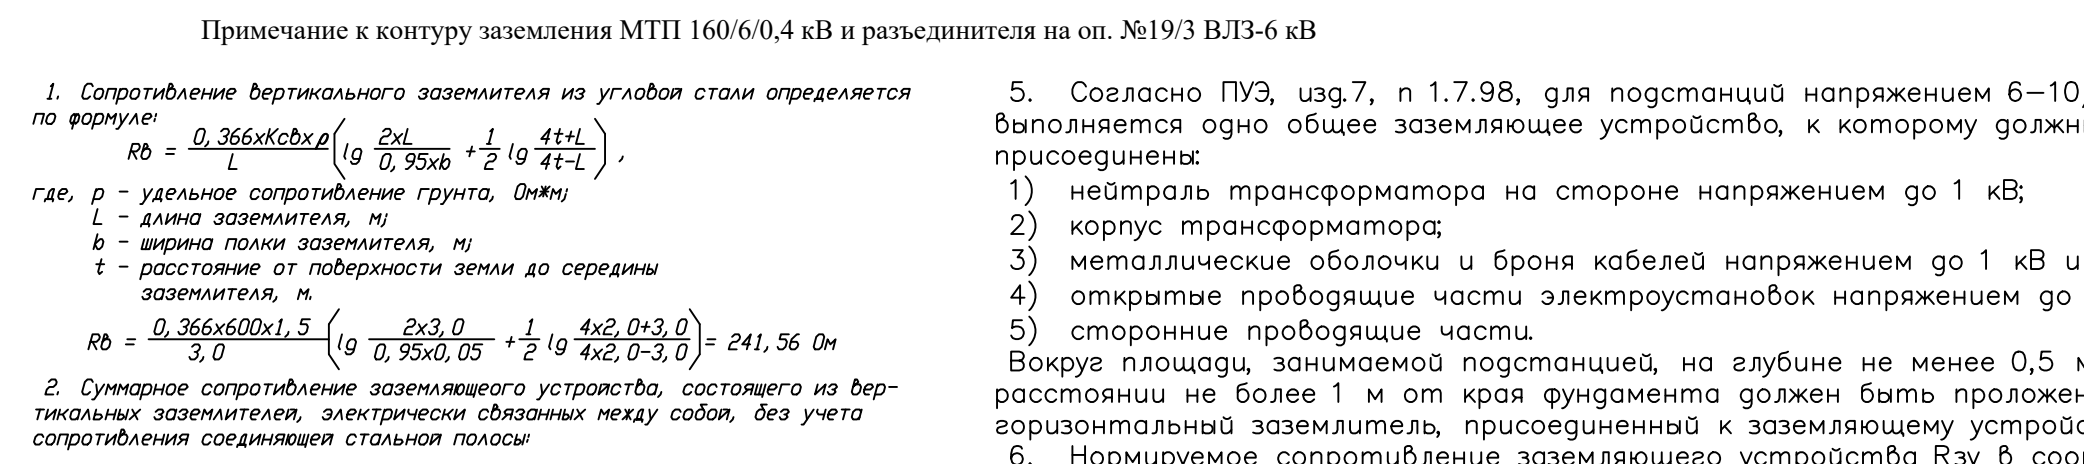 Примечание к контуру заземления МТП 160/6/0,4 кВ и разъединителя на оп. №19/3 ВЛЗ-6 кВ
1. Сопротивление вертикального заземлителя из угловой стали определяется
по формуле:
Rв = 0,366xKсвxρ/L (lg 2xL/0,95xb + 1/2 lg 4t+L/4t-L) ,
где, ρ - удельное сопротивление грунта, Ом*м;
L - длина заземлителя, м;
b - ширина полки заземлителя, м;
t - расстояние от поверхности земли до середины
заземлителя, м.
Rв = 0,366x600x1,5/3,0 (lg 2x3,0/0,95x0,05 + 1/2 lg 4x2,0+3,0/4x2,0-3,0) = 241,56 Ом
2. Суммарное сопротивление заземляющеого устройства, состоящего из вер-
тикальных заземлителей, электрически связанных между собой, без учета
сопротивления соединяющей стальной полосы:
5. Согласно ПУЭ, изд.7, п 1.7.98, для подстанций напряжением 6–10,
выполняется одно общее заземляющее устройство, к которому должн
присоединены:
1) нейтраль трансформатора на стороне напряжением до 1 кВ;
2) корпус трансформатора;
3) металлические оболочки и броня кабелей напряжением до 1 кВ и
4) открытые проводящие части электроустановок напряжением до
5) сторонние проводящие части.
Вокруг площади, занимаемой подстанцией, на глубине не менее 0,5 м
расстоянии не более 1 м от края фундамента должен быть проложен
горизонтальный заземлитель, присоединенный к заземляющему устройс
6. Нормируемое сопротивление заземляющего устройства Rзу в соо